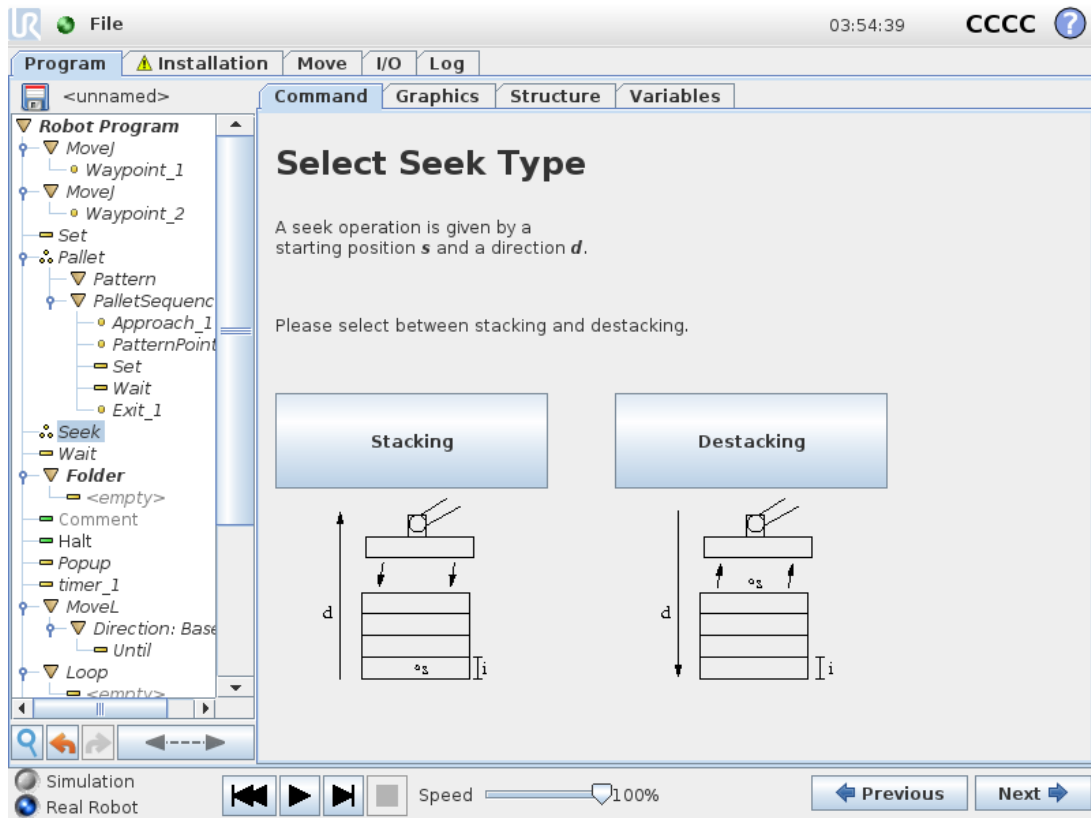 UR File 03:54:39 CCCC ?
Program Installation Move I/O Log
<unnamed>
Command Graphics Structure Variables
Robot Program
MoveJ
Waypoint_1
MoveJ
Waypoint_2
Set
Pallet
Pattern
PalletSequenc
Approach_1
PatternPoint
Set
Wait
Exit_1
Seek
Wait
Folder
<empty>
Comment
Halt
Popup
timer_1
MoveL
Direction: Base
Until
Loop
<empty>
Select Seek Type
A seek operation is given by a
starting position s and a direction d.
Please select between stacking and destacking.
Stacking
Destacking
d
s
i
d
s
i
Simulation
Real Robot
Speed 100%
Previous
Next